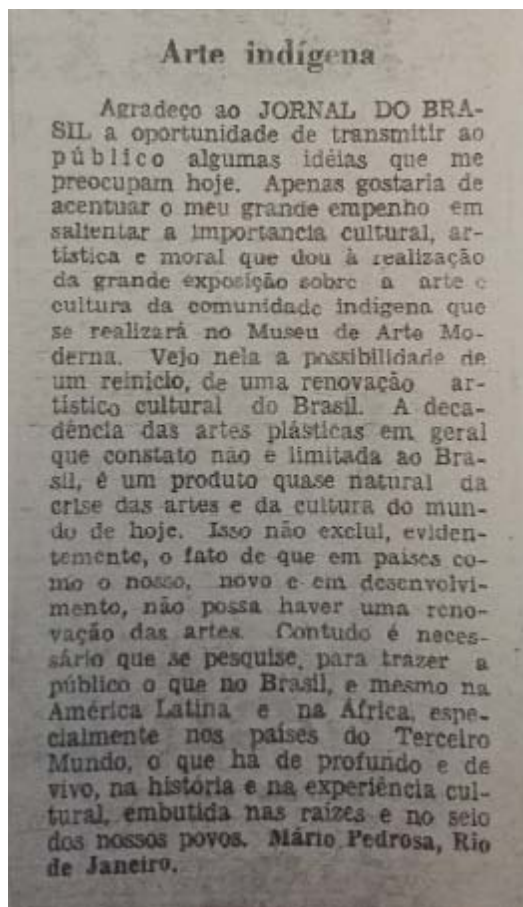 Arte indígena
Agradeço ao JORNAL DO BRA-
SIL a oportunidade de transmitir ao
público algumas idéias que me
preocupam hoje. Apenas gostaria de
acentuar o meu grande empenho em
salientar a importancia cultural, ar-
tística e moral que dou à realização
da grande exposição sobre a arte e
cultura da comunidade indigena que
se realizará no Museu de Arte Mo-
derna. Vejo nela a possibilidade de
um reinicio, de uma renovação ar-
tístico cultural do Brasil. A deca-
dência das artes plásticas em geral
que constato não e limitada ao Bra-
sil, é um produto quase natural da
crise das artes e da cultura do mun-
do de hoje. Isso não exclui, eviden-
temente, o fato de que em países co-
mo o nosso, novo e em desenvolvi-
mento, não possa haver uma reno-
vação das artes. Contudo é neces-
sário que se pesquise, para trazer a
público o que no Brasil, e mesmo na
América Latina e na África, espe-
cialmente nos países do Terceiro
Mundo, o que há de profundo e de
vivo, na história e na experiência cul-
tural, embutida nas raízes e no seio
dos nossos povos. Mário Pedrosa, Rio
de Janeiro.